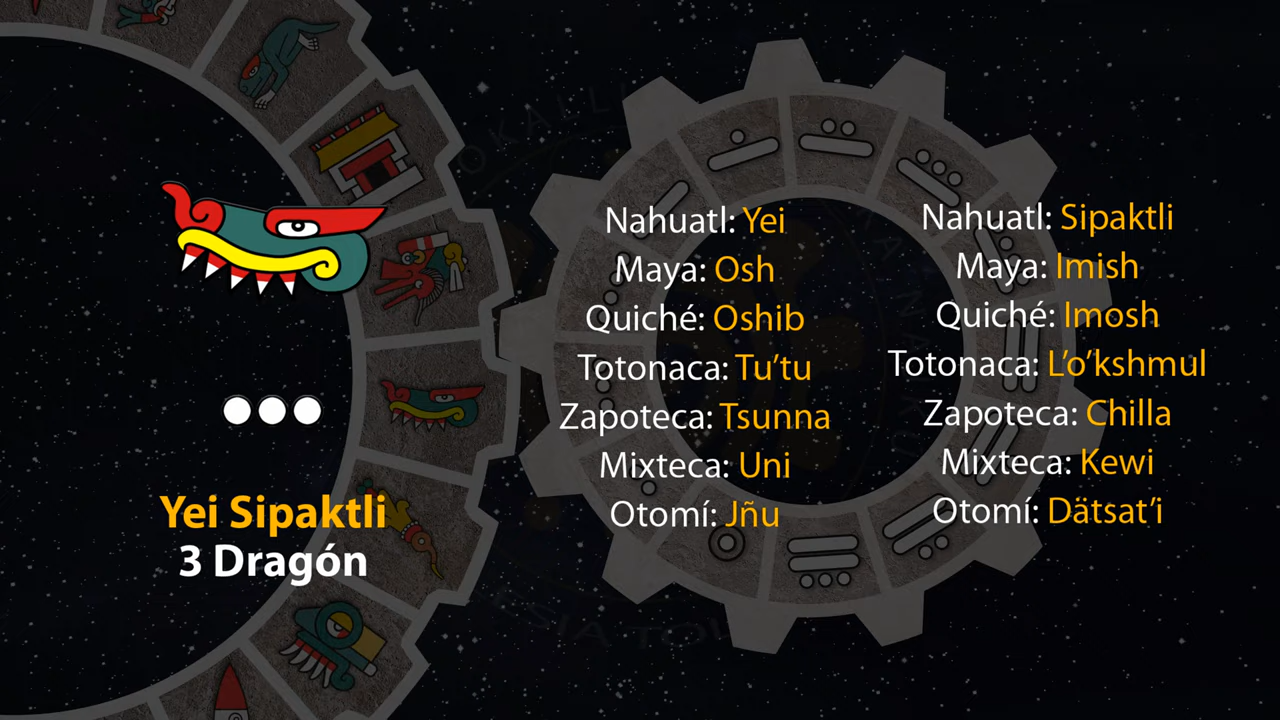 Yei Sipaktli
3 Dragón
Nahuatl: Yei
Maya: Osh
Quiché: Oshib
Totonaca: Tu’tu
Zapoteca: Tsunna
Mixteca: Uni
Otomí: Jñu
Nahuatl: Sipaktli
Maya: Imish
Quiché: Imosh
Totonaca: L’o’kshmul
Zapoteca: Chilla
Mixteca: Kewi
Otomí: Dätsat’i